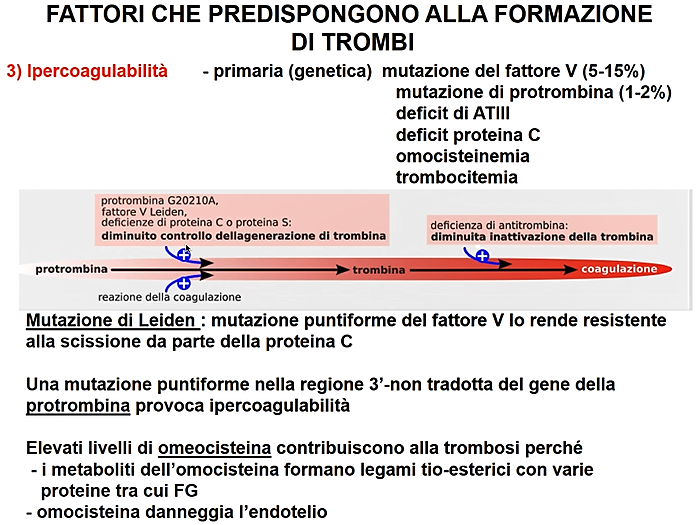 FATTORI CHE PREDISPONGONO ALLA FORMAZIONE
DI TROMBI
3) Ipercoagulabilità - primaria (genetica) mutazione del fattore V (5-15%)
mutazione di protrombina (1-2%)
deficit di ATIII
deficit proteina C
omocisteinemia
trombocitemia
protrombina G20210A,
fattore V Leiden,
deficienze di proteina C o proteina S:
diminuito controllo dellagenerazione di trombina
deficienza di antitrombina:
diminuita inattivazione della trombina
protrombina trombina coagulazione
reazione della coagulazione
Mutazione di Leiden : mutazione puntiforme del fattore V lo rende resistente
alla scissione da parte della proteina C
Una mutazione puntiforme nella regione 3’-non tradotta del gene della
protrombina provoca ipercoagulabilità
Elevati livelli di omeocisteina contribuiscono alla trombosi perché
- i metaboliti dell’omocisteina formano legami tio-esterici con varie
proteine tra cui FG
- omocisteina danneggia l’endotelio